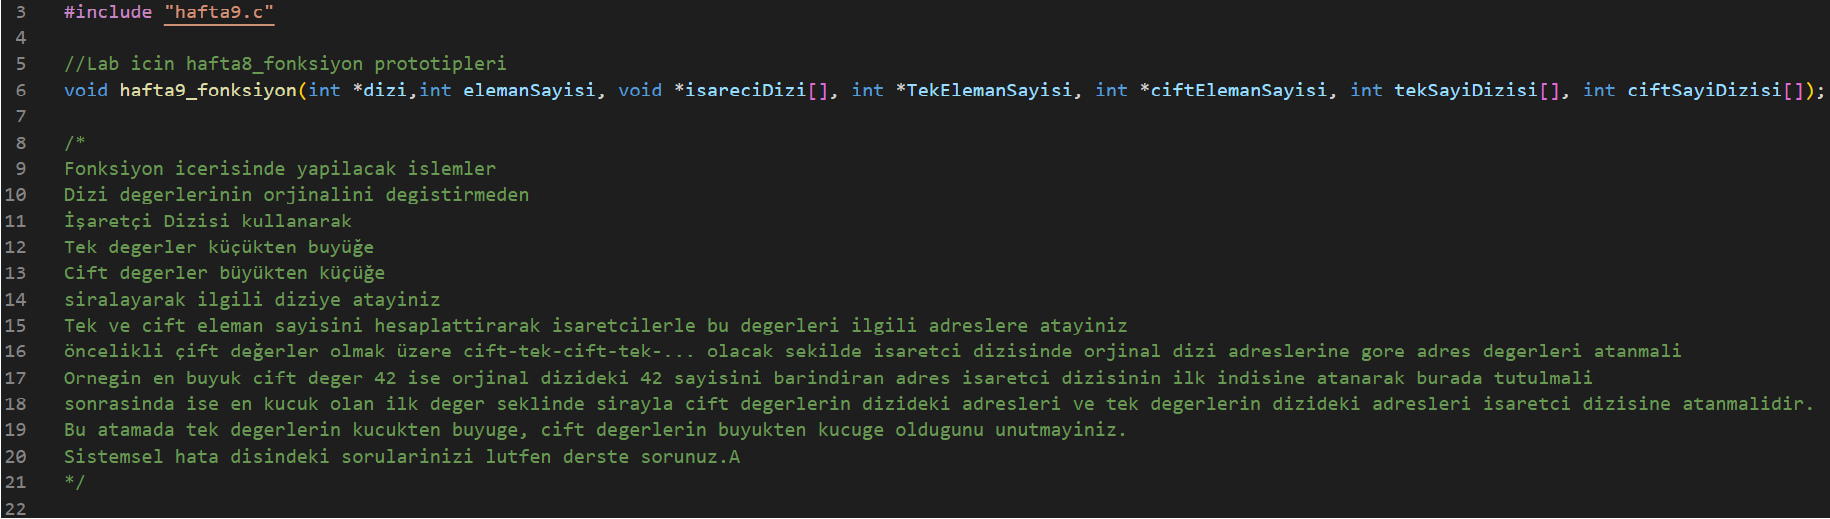 3 #include "hafta9.c"
4
5 //Lab icin hafta8_fonksiyon prototipleri
6 void hafta9_fonksiyon(int *dizi,int elemanSayisi, void *isareciDizi[], int *TekElemanSayisi, int *ciftElemanSayisi, int tekSayiDizisi[], int ciftSayiDizisi[]);
7
8 /*
9 Fonksiyon icerisinde yapilacak islemler
10 Dizi degerlerinin orjinalini degistirmeden
11 İşaretçi Dizisi kullanarak
12 Tek degerler küçükten buyüğe
13 Cift degerler büyükten küçüğe
14 siralayarak ilgili diziye atayiniz
15 Tek ve cift eleman sayisini hesaplattirarak isaretcilerle bu degerleri ilgili adreslere atayiniz
16 öncelikli çift değerler olmak üzere cift-tek-cift-tek-... olacak sekilde isaretci dizisinde orjinal dizi adreslerine gore adres degerleri atanmali
17 Ornegin en buyuk cift deger 42 ise orjinal dizideki 42 sayisini barindiran adres isaretci dizisinin ilk indisine atanarak burada tutulmali
18 sonrasinda ise en kucuk olan ilk deger seklinde sirayla cift degerlerin dizideki adresleri ve tek degerlerin dizideki adresleri isaretci dizisine atanmalidir.
19 Bu atamada tek degerlerin kucukten buyuge, cift degerlerin buyukten kucuge oldugunu unutmayiniz.
20 Sistemsel hata disindeki sorularinizi lutfen derste sorunuz.A
21 */
22